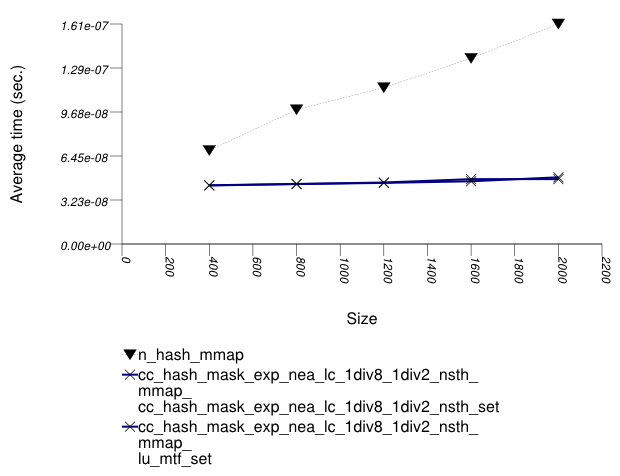 1.61e-07
1.29e-07
9.68e-08
6.45e-08
3.23e-08
0.00e+00
Average time (sec.)
0 200 400 600 800 1000 1200 1400 1600 1800 2000 2200
Size
n_hash_mmap
cc_hash_mask_exp_nea_lc_1div8_1div2_nsth_
mmap_
cc_hash_mask_exp_nea_lc_1div8_1div2_nsth_set
cc_hash_mask_exp_nea_lc_1div8_1div2_nsth_
mmap_
lu_mtf_set